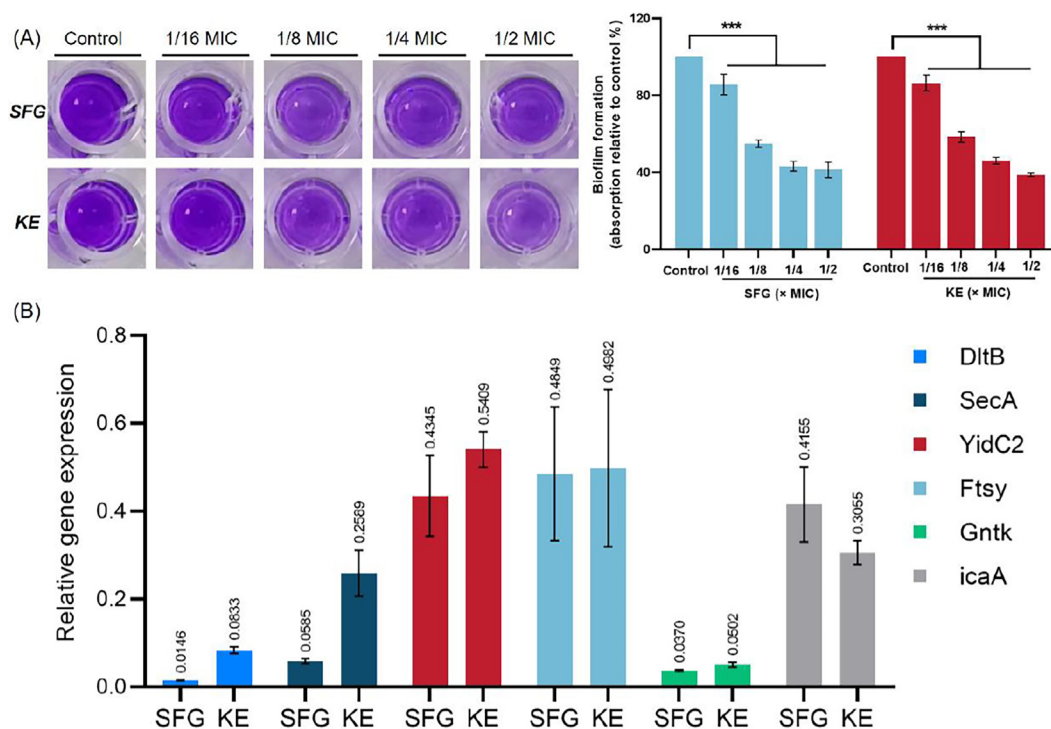 (A)
Control 1/16 MIC 1/8 MIC 1/4 MIC 1/2 MIC
SFG
KE
Biofilm formation
(absorption relative to control %)
120
80
40
0
***
***
Control 1/16 1/8 1/4 1/2 Control 1/16 1/8 1/4 1/2
SFG (× MIC) KE (× MIC)
(B)
Relative gene expression
0.8
0.6
0.4
0.2
0.0
0.0146
0.0833
0.0585
0.2589
0.4345
0.5409
0.4849
0.4982
0.0370
0.0502
0.4155
0.3055
SFG KE SFG KE SFG KE SFG KE SFG KE SFG KE
DltB
SecA
YidC2
Ftsy
Gntk
icaA